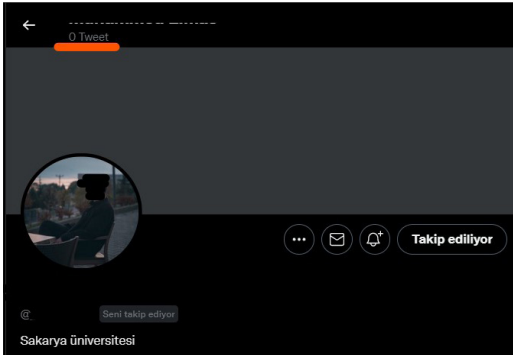 0 Tweet
Takip ediliyor
@
Seni takip ediyor
Sakarya üniversitesi